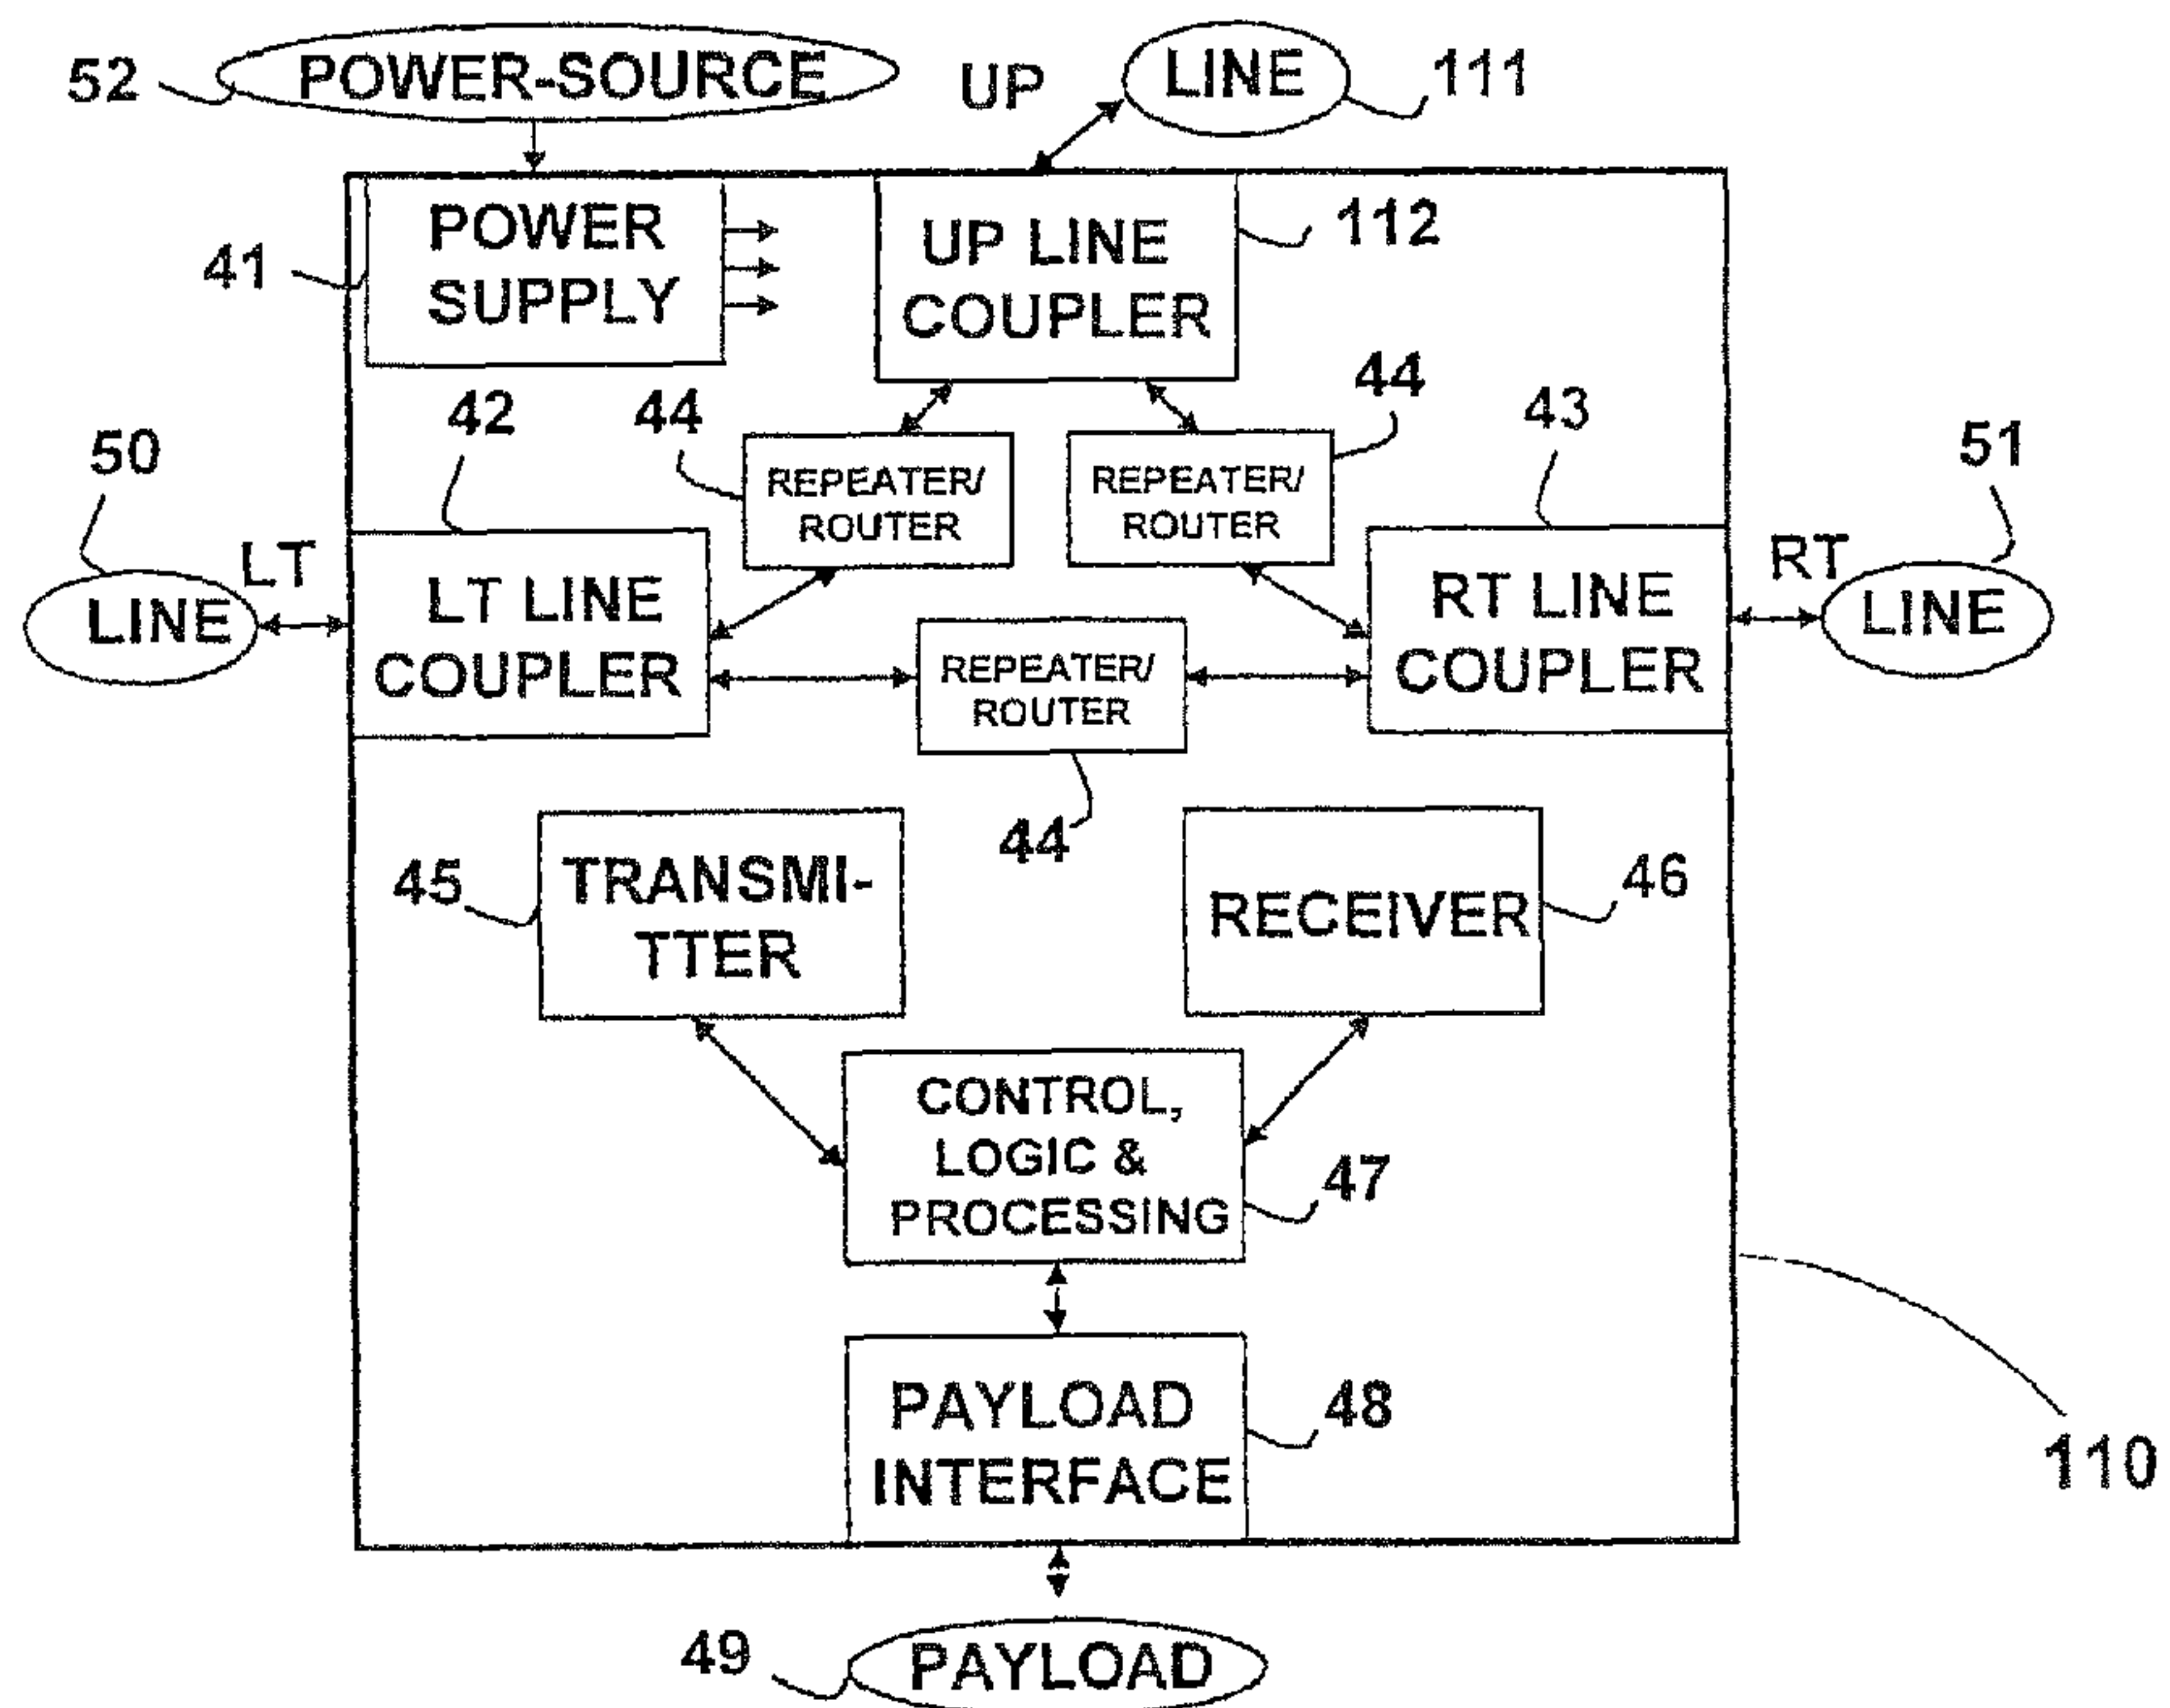 52
POWER-SOURCE
UP
LINE
111
41
POWER
SUPPLY
UP LINE
COUPLER
112
44
44
42
43
50
51
REPEATER/
ROUTER
REPEATER/
ROUTER
LT
LINE
LT LINE
COUPLER
RT LINE
COUPLER
RT
LINE
REPEATER/
ROUTER
44
45
TRANSMI-
TTER
RECEIVER
46
CONTROL,
LOGIC &
PROCESSING
47
PAYLOAD
INTERFACE
48
110
49
PAYLOAD